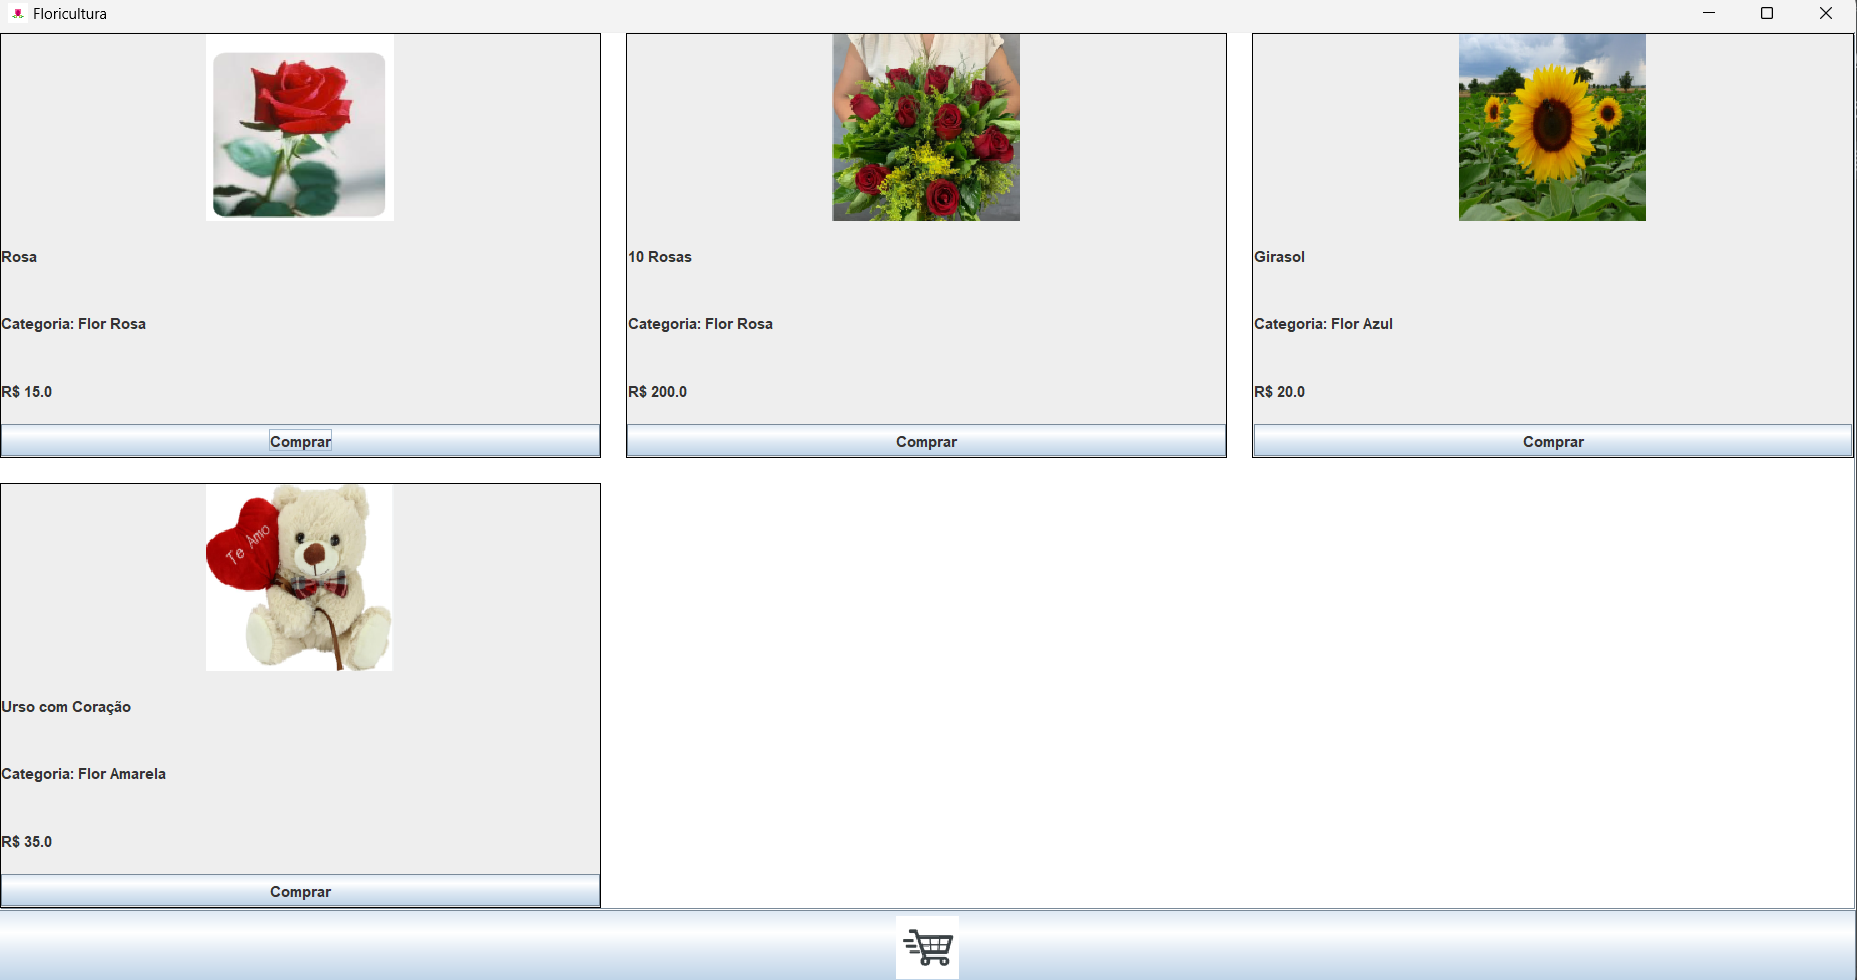 Floricultura
Rosa
Categoria: Flor Rosa
R$ 15.0
Comprar
10 Rosas
Categoria: Flor Rosa
R$ 200.0
Comprar
Girasol
Categoria: Flor Azul
R$ 20.0
Comprar
Te Amo
Urso com Coração
Categoria: Flor Amarela
R$ 35.0
Comprar